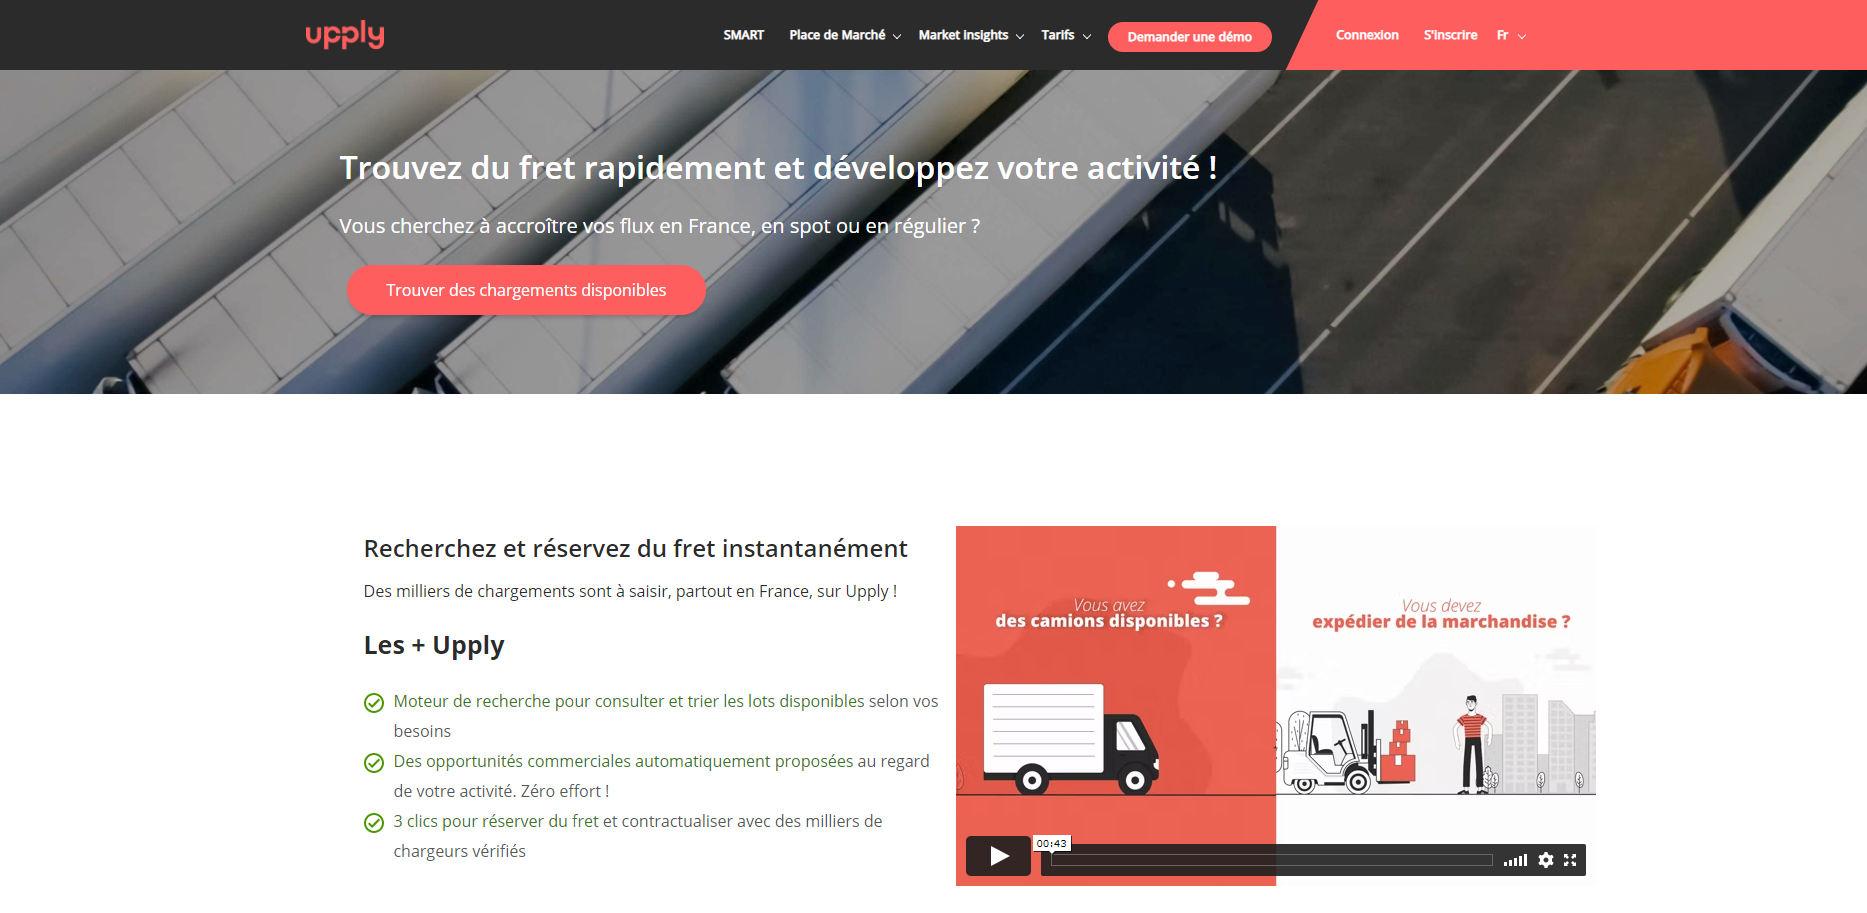 upply
SMART
Place de Marché
Market insights
Tarifs
Demander une démo
Connexion
S'inscrire
Fr
Trouvez du fret rapidement et développez votre activité !
Vous cherchez à accroître vos flux en France, en spot ou en régulier ?
Trouver des chargements disponibles
Recherchez et réservez du fret instantanément
Des milliers de chargements sont à saisir, partout en France, sur Upply !
Les + Upply
Moteur de recherche pour consulter et trier les lots disponibles selon vos
besoins
Des opportunités commerciales automatiquement proposées au regard
de votre activité. Zéro effort !
3 clics pour réserver du fret et contractualiser avec des milliers de
chargeurs vérifiés
Vous avez
des camions disponibles ?
Vous devez
expédier de la marchandise ?
00:43